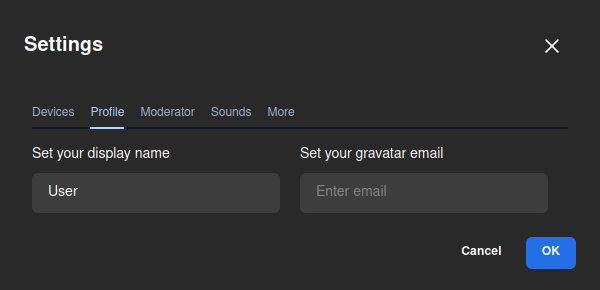 Settings
Devices Profile Moderator Sounds More
Set your display name Set your gravatar email
User Enter email
Cancel OK